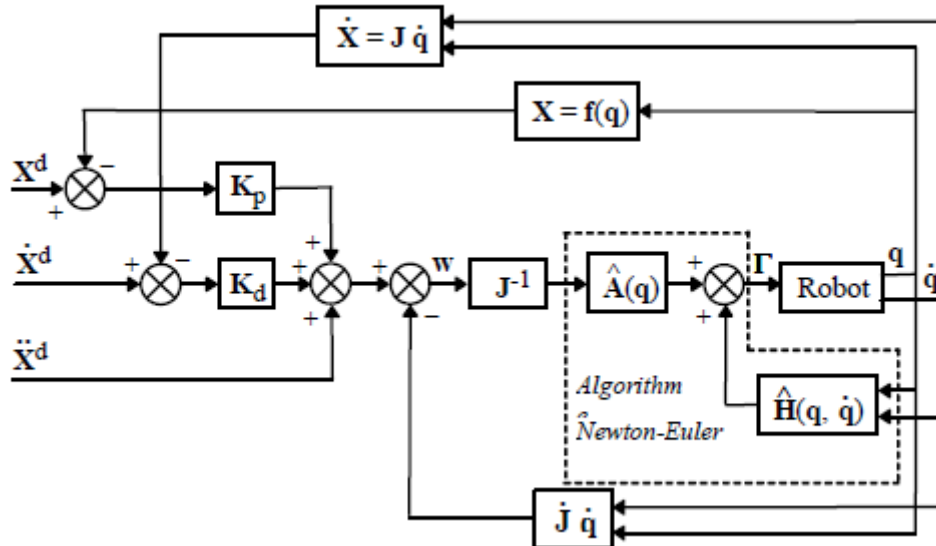 Ẋ = J q̇
X = f(q)
X^d
−
+
K_p
Ẋ^d
+
−
K_d
+
+
+
+
−
w
J^-1
Â(q)
+
+
Γ
Robot
q
q̇
Ẍ^d
Algorithm
N̂ewton-Euler
Ĥ(q, q̇)
J̇ q̇